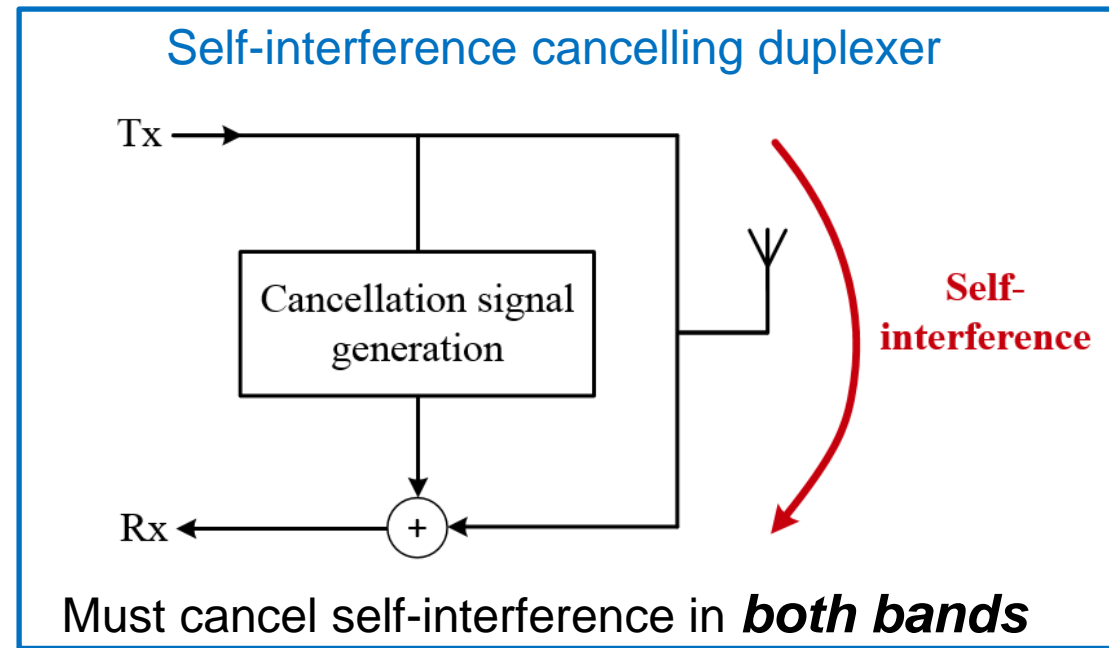 Self-interference cancelling duplexer
Tx
Cancellation signal
generation
Self-
interference
Rx
+
Must cancel self-interference in both bands